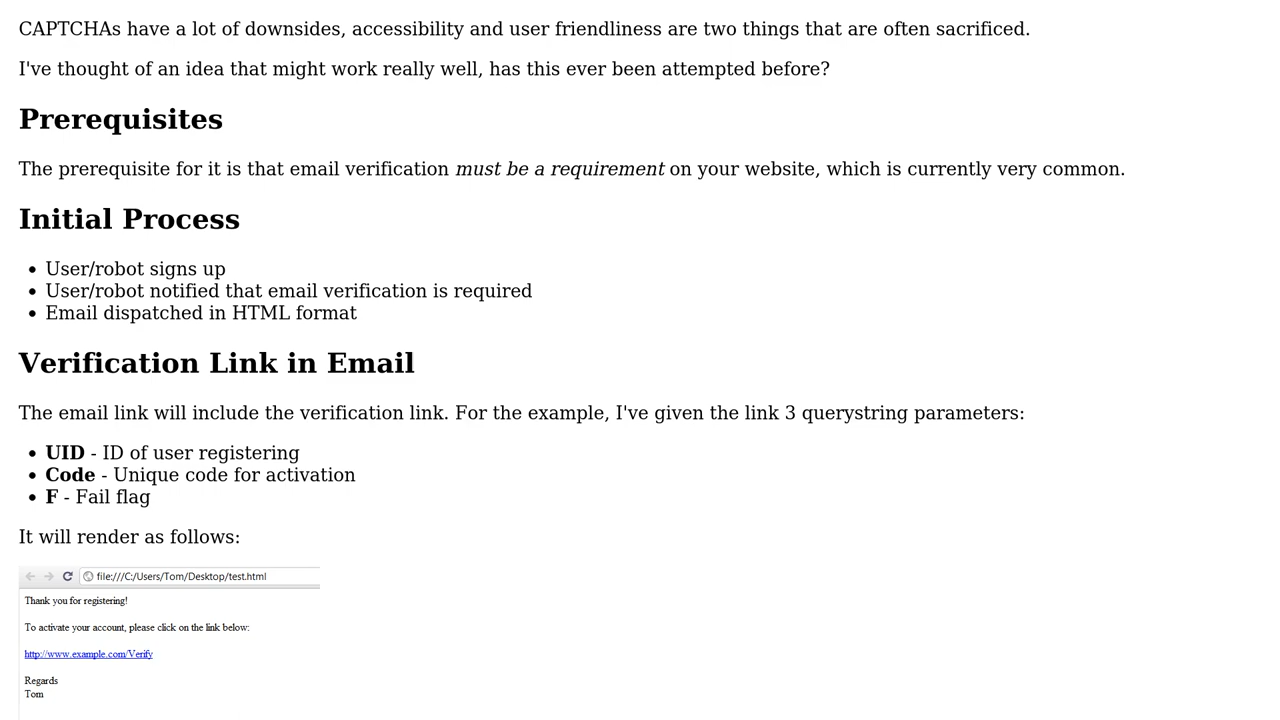 CAPTCHAs have a lot of downsides, accessibility and user friendliness are two things that are often sacrificed.
I've thought of an idea that might work really well, has this ever been attempted before?
Prerequisites
The prerequisite for it is that email verification must be a requirement on your website, which is currently very common.
Initial Process
• User/robot signs up
• User/robot notified that email verification is required
• Email dispatched in HTML format
Verification Link in Email
The email link will include the verification link. For the example, I've given the link 3 querystring parameters:
• UID - ID of user registering
• Code - Unique code for activation
• F - Fail flag
It will render as follows:
file:///C:/Users/Tom/Desktop/test.html
Thank you for registering!
To activate your account, please click on the link below:
http://www.example.com/Verify
Regards
Tom